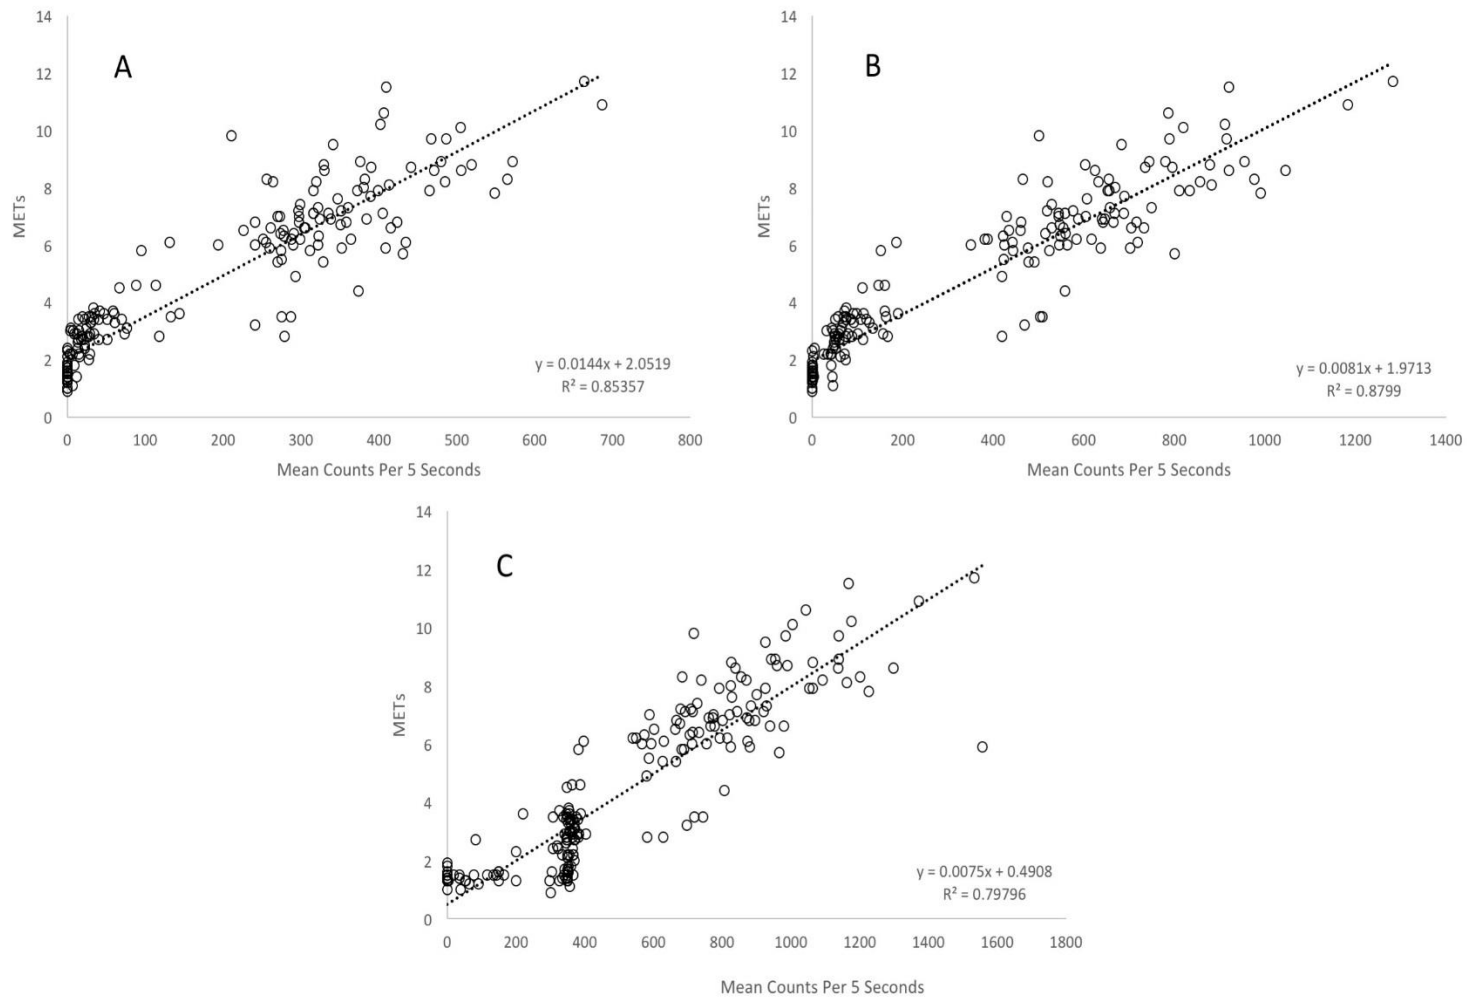 A
14
12
10
8
6
4
2
0
METs
y = 0.0144x + 2.0519
R² = 0.85357
0 100 200 300 400 500 600 700 800
Mean Counts Per 5 Seconds
B
14
12
10
8
6
4
2
0
METs
y = 0.0081x + 1.9713
R² = 0.8799
0 200 400 600 800 1000 1200 1400
Mean Counts Per 5 Seconds
C
14
12
10
8
6
4
2
0
METs
y = 0.0075x + 0.4908
R² = 0.79796
0 200 400 600 800 1000 1200 1400 1600 1800
Mean Counts Per 5 Seconds